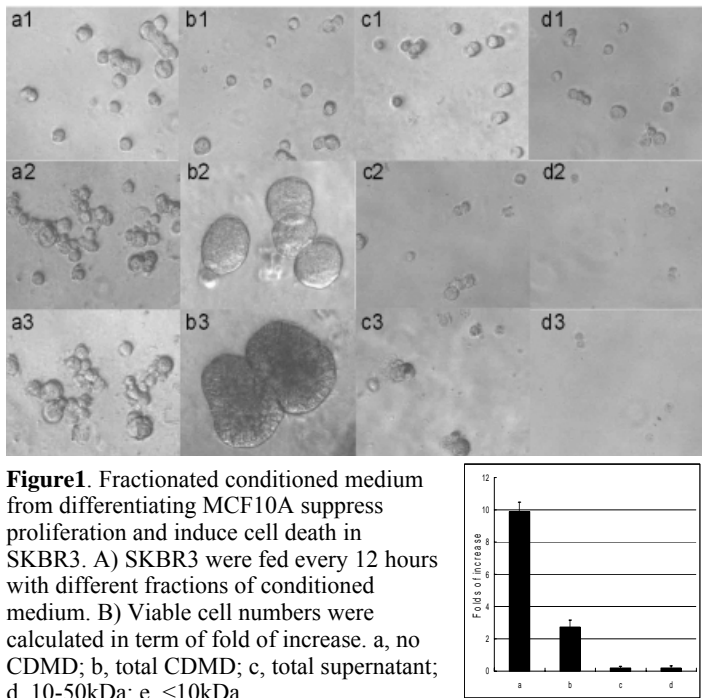 a1 b1 c1 d1
a2 b2 c2 d2
a3 b3 c3 d3
Figure1. Fractionated conditioned medium
from differentiating MCF10A suppress
proliferation and induce cell death in
SKBR3. A) SKBR3 were fed every 12 hours
with different fractions of conditioned
medium. B) Viable cell numbers were
calculated in term of fold of increase. a, no
CDMD; b, total CDMD; c, total supernatant;
d, 10-50kDa; e, <10kDa
Folds of increase
12
10
8
6
4
2
0
a b c d